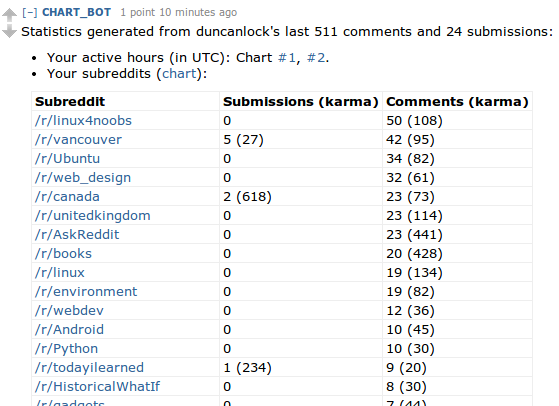 [–] CHART_BOT 1 point 10 minutes ago
Statistics generated from duncanlock's last 511 comments and 24 submissions:
• Your active hours (in UTC): Chart #1, #2.
• Your subreddits (chart):
Subreddit Submissions (karma) Comments (karma)
/r/linux4noobs 0 50 (108)
/r/vancouver 5 (27) 42 (95)
/r/Ubuntu 0 34 (82)
/r/web_design 0 32 (61)
/r/canada 2 (618) 23 (73)
/r/unitedkingdom 0 23 (114)
/r/AskReddit 0 23 (441)
/r/books 0 20 (428)
/r/linux 0 19 (134)
/r/environment 0 19 (82)
/r/webdev 0 12 (36)
/r/Android 0 10 (45)
/r/Python 0 10 (30)
/r/todayilearned 1 (234) 9 (20)
/r/HistoricalWhatIf 0 8 (30)
/r/gadgets 0 7 (44)